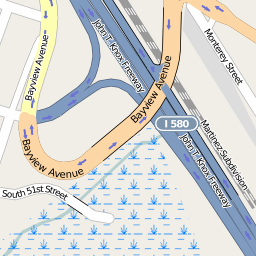 John T. Knox Freeway
Bayview Avenue
Monterey Street
Bayview Avenue
I 580
Martinez Subdivision
John T. Knox Freeway
Bayview Avenue
South 51st Street